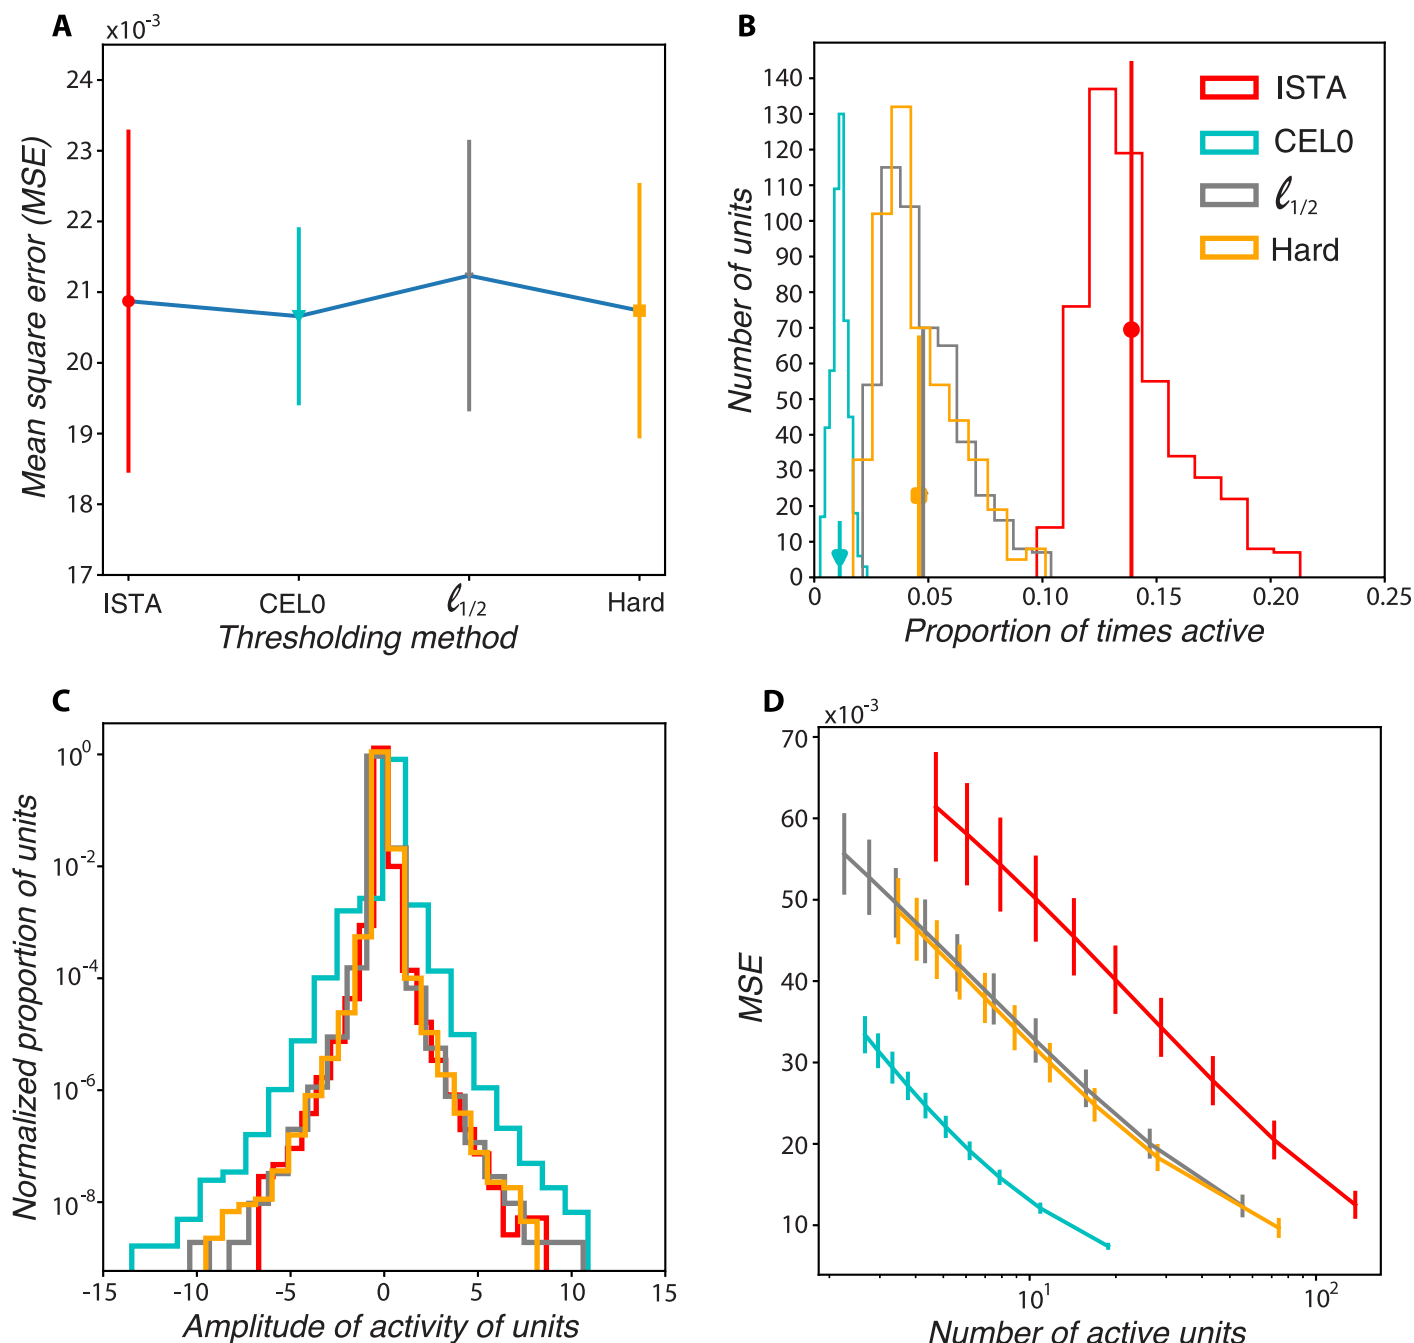 A
x10⁻³
24
23
22
21
20
19
18
17
Mean square error (MSE)
ISTA
CEL0
ℓ1/2
Hard
Thresholding method
B
140
130
120
110
100
90
80
70
60
50
40
30
20
10
0
Number of units
ISTA
CEL0
ℓ1/2
Hard
0
0.05
0.10
0.15
0.20
0.25
Proportion of times active
C
10⁰
10⁻²
10⁻⁴
10⁻⁶
10⁻⁸
Normalized proportion of units
-15
-10
-5
0
5
10
15
Amplitude of activity of units
D
x10⁻³
70
60
50
40
30
20
10
MSE
10¹
10²
Number of active units